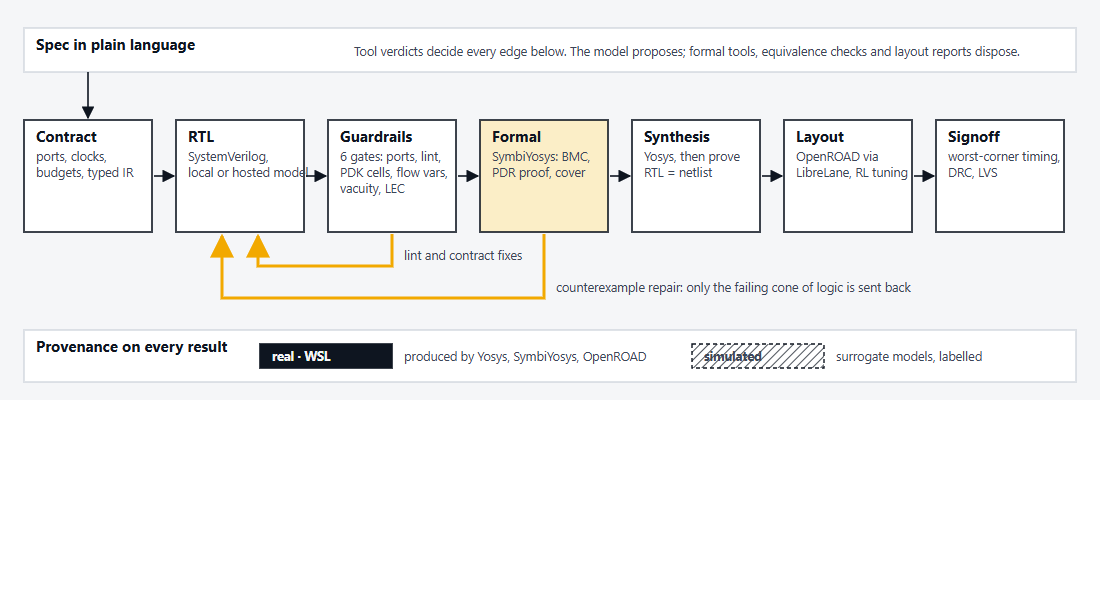 Spec in plain language
Tool verdicts decide every edge below. The model proposes; formal tools, equivalence checks and layout reports dispose.
Contract
ports, clocks,
budgets, typed IR
RTL
SystemVerilog,
local or hosted model
Guardrails
6 gates: ports, lint,
PDK cells, flow vars,
vacuity, LEC
Formal
SymbiYosys: BMC,
PDR proof, cover
Synthesis
Yosys, then prove
RTL = netlist
Layout
OpenROAD via
LibreLane, RL tuning
Signoff
worst-corner timing,
DRC, LVS
lint and contract fixes
counterexample repair: only the failing cone of logic is sent back
Provenance on every result
real · WSL
produced by Yosys, SymbiYosys, OpenROAD
simulated
surrogate models, labelled